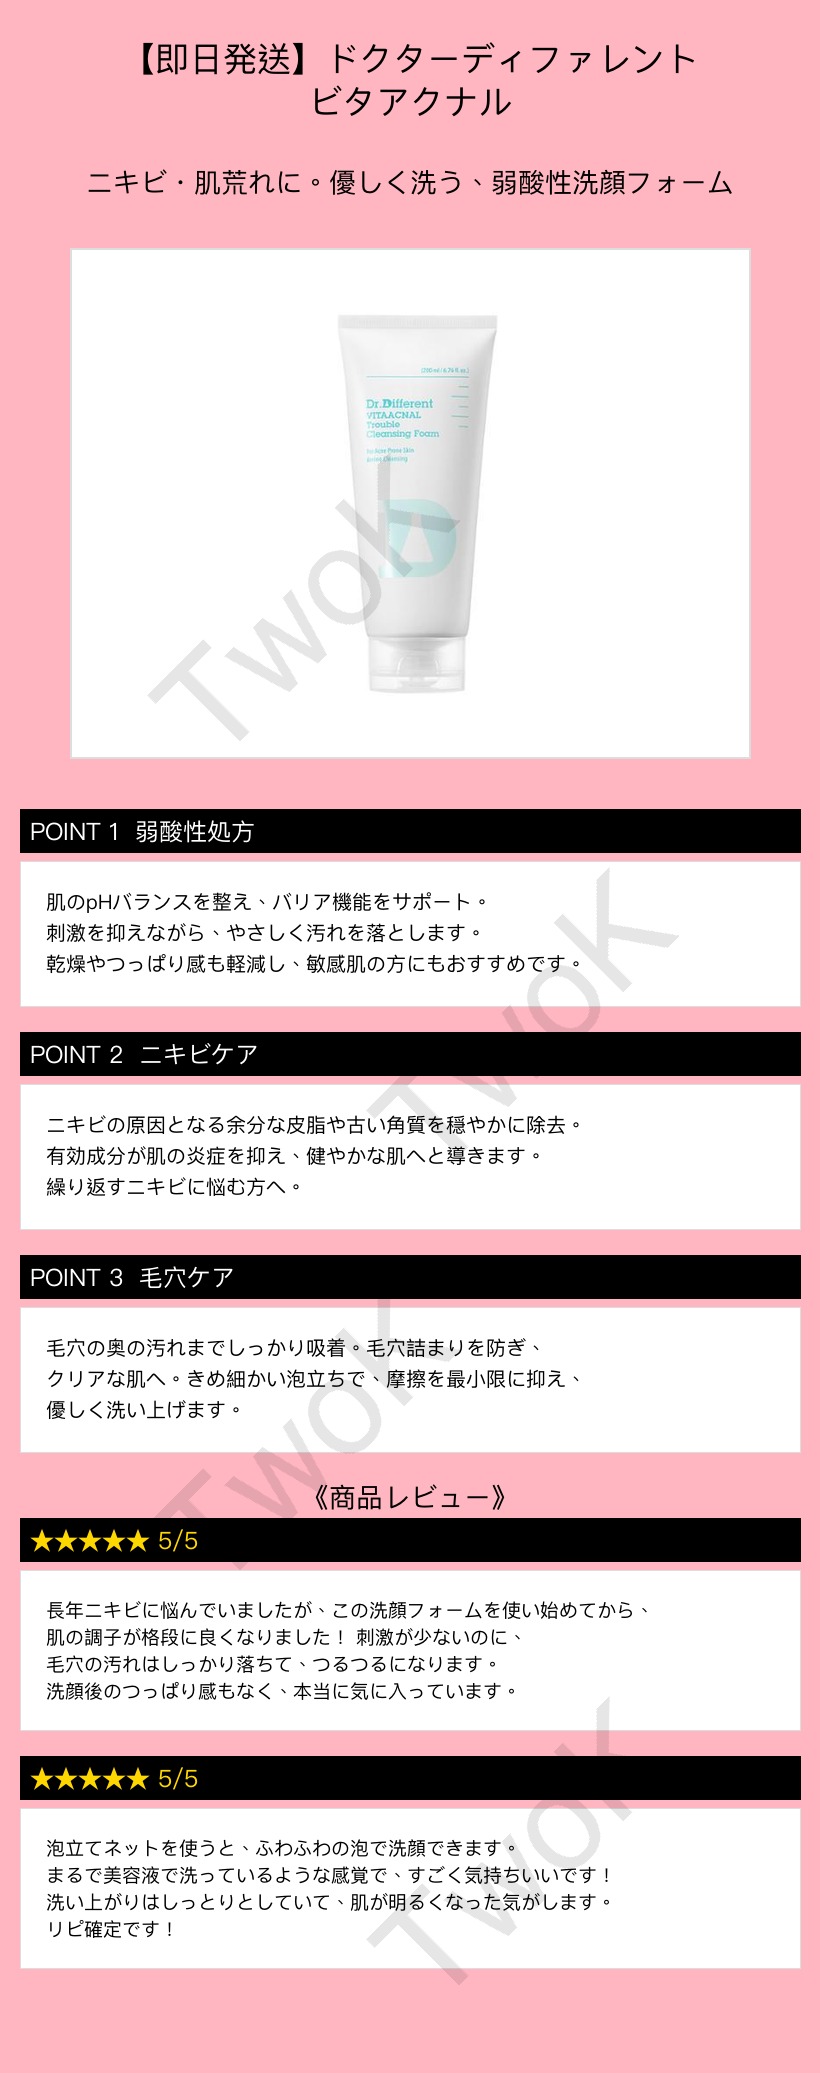 【即日発送】ドクターディファレント
ビタアクナル
ニキビ・肌荒れに。優しく洗う、弱酸性洗顔フォーム
(200 ml / 6.76 fl. oz.)
Dr.Different
VITAACNAL
Trouble
Cleansing Foam
For Acne Prone Skin
Amino Cleansing
TwoK
POINT 1 弱酸性処方
肌のpHバランスを整え、バリア機能をサポート。
刺激を抑えながら、やさしく汚れを落とします。
乾燥やつっぱり感も軽減し、敏感肌の方にもおすすめです。
TwoK
POINT 2 ニキビケア
ニキビの原因となる余分な皮脂や古い角質を穏やかに除去。
有効成分が肌の炎症を抑え、健やかな肌へと導きます。
繰り返すニキビに悩む方へ。
POINT 3 毛穴ケア
毛穴の奥の汚れまでしっかり吸着。毛穴詰まりを防ぎ、
クリアな肌へ。きめ細かい泡立ちで、摩擦を最小限に抑え、
優しく洗い上げます。
TwoK
《商品レビュー》
★★★★★ 5/5
長年ニキビに悩んでいましたが、この洗顔フォームを使い始めてから、
肌の調子が格段に良くなりました！ 刺激が少ないのに、
毛穴の汚れはしっかり落ちて、つるつるになります。
洗顔後のつっぱり感もなく、本当に気に入っています。
★★★★★ 5/5
泡立てネットを使うと、ふわふわの泡で洗顔できます。
まるで美容液で洗っているような感覚で、すごく気持ちいいです！
洗い上がりはしっとりとしていて、肌が明るくなった気がします。
リピ確定です！
TwoK